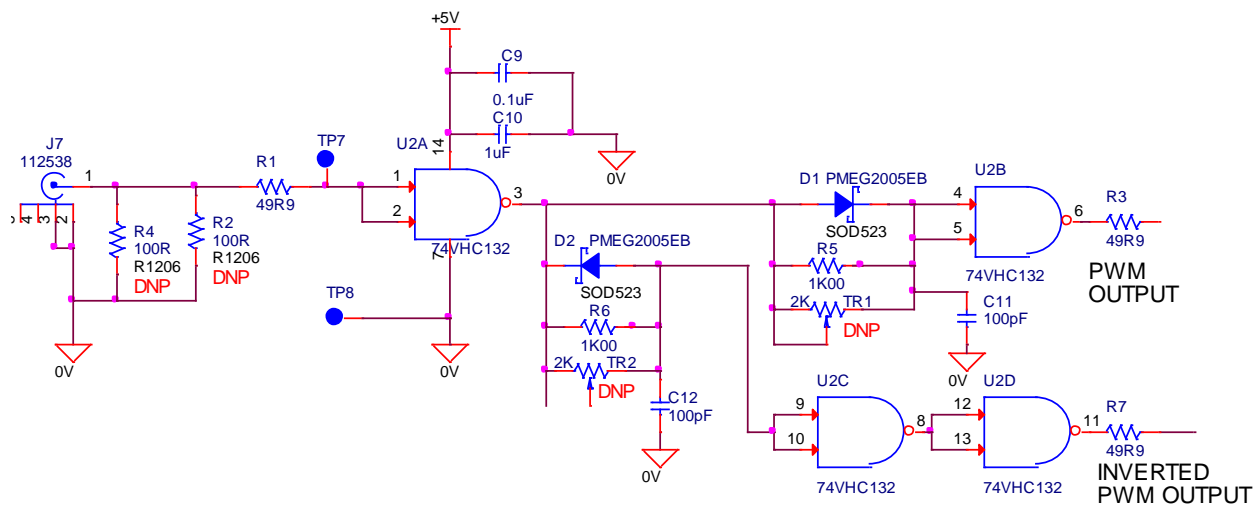 +5V
C9
0.1uF
C10
1uF
0V
J7
112538
1
4
3
2
R4
100R
R1206
DNP
R2
100R
R1206
DNP
0V
R1
49R9
TP7
TP8
U2A
14
1
2
3
7
74VHC132
0V
D2 PMEG2005EB
SOD523
R6
1K00
2K
TR2
DNP
C12
100pF
0V
D1 PMEG2005EB
SOD523
R5
1K00
2K
TR1
DNP
C11
100pF
0V
U2B
4
5
6
74VHC132
R3
49R9
PWM
OUTPUT
U2C
9
10
8
74VHC132
U2D
12
13
11
74VHC132
R7
49R9
INVERTED
PWM OUTPUT